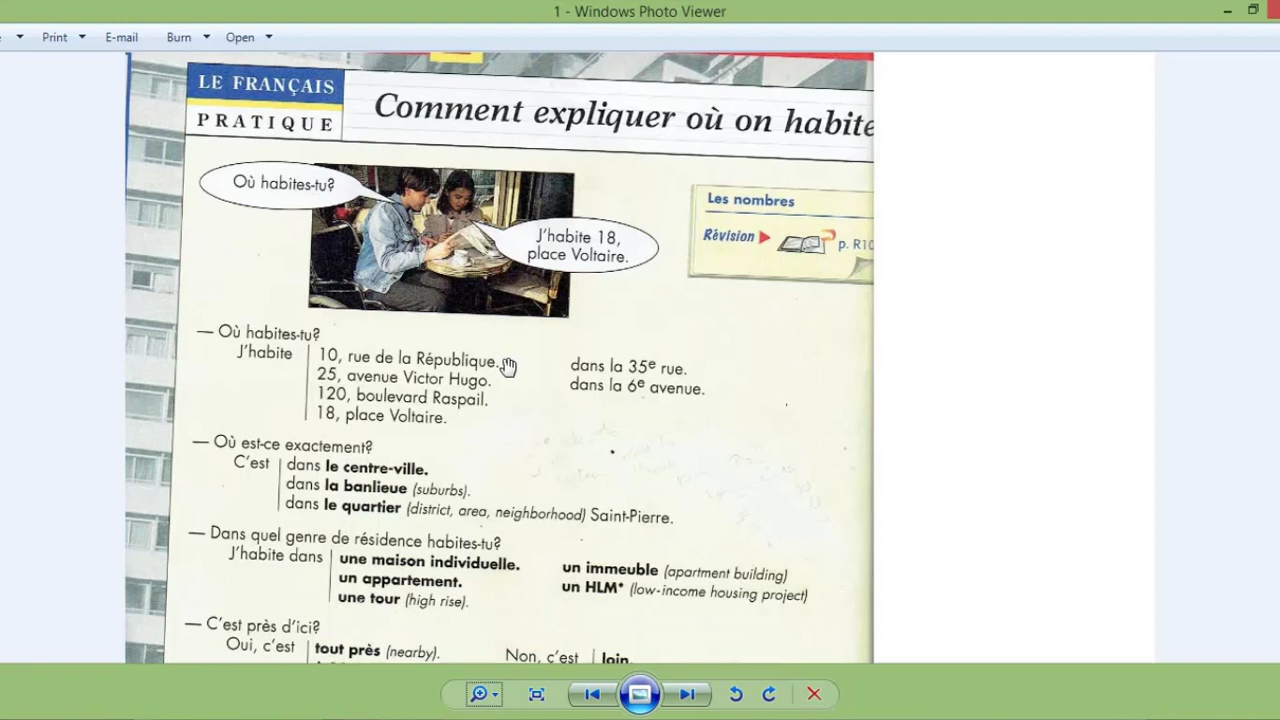 1 - Windows Photo Viewer
Print E-mail Burn Open
LE FRANÇAIS
PRATIQUE
Comment expliquer où on habite
Où habites-tu?
J'habite 18,
place Voltaire.
Les nombres
Révision
p. R10
— Où habites-tu?
J'habite
10, rue de la République.
25, avenue Victor Hugo.
120, boulevard Raspail.
18, place Voltaire.
dans la 35e rue.
dans la 6e avenue.
— Où est-ce exactement?
C'est
dans le centre-ville.
dans la banlieue (suburbs).
dans le quartier (district, area, neighborhood) Saint-Pierre.
— Dans quel genre de résidence habites-tu?
J'habite dans
une maison individuelle.
un appartement.
une tour (high rise).
un immeuble (apartment building)
un HLM* (low-income housing project)
— C'est près d'ici?
Oui, c'est
tout près (nearby).
Non, c'est
loin.